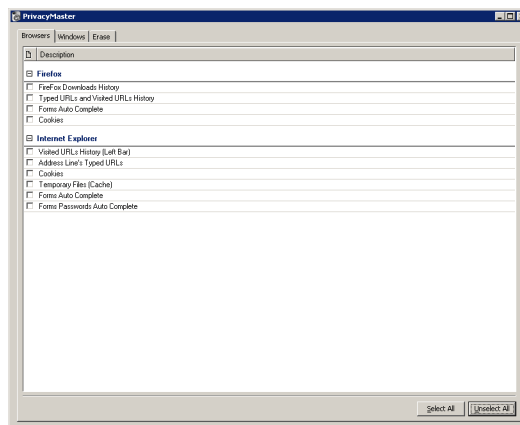 PrivacyMaster
Browsers Windows Erase
Description
Firefox
FireFox Downloads History
Typed URLs and Visited URLs History
Forms Auto Complete
Cookies
Internet Explorer
Visited URLs History (Left Bar)
Address Line's Typed URLs
Cookies
Temporary Files (Cache)
Forms Auto Complete
Forms Passwords Auto Complete
Select All Unselect All